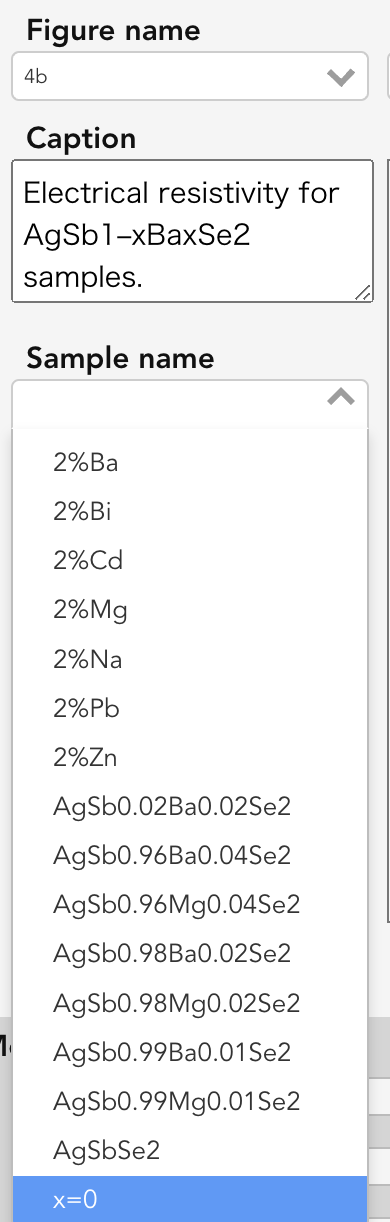 Figure name
4b
Caption
Electrical resistivity for
AgSb1–xBaxSe2
samples.
Sample name
2%Ba
2%Bi
2%Cd
2%Mg
2%Na
2%Pb
2%Zn
AgSb0.02Ba0.02Se2
AgSb0.96Ba0.04Se2
AgSb0.96Mg0.04Se2
AgSb0.98Ba0.02Se2
AgSb0.98Mg0.02Se2
AgSb0.99Ba0.01Se2
AgSb0.99Mg0.01Se2
AgSbSe2
x=0